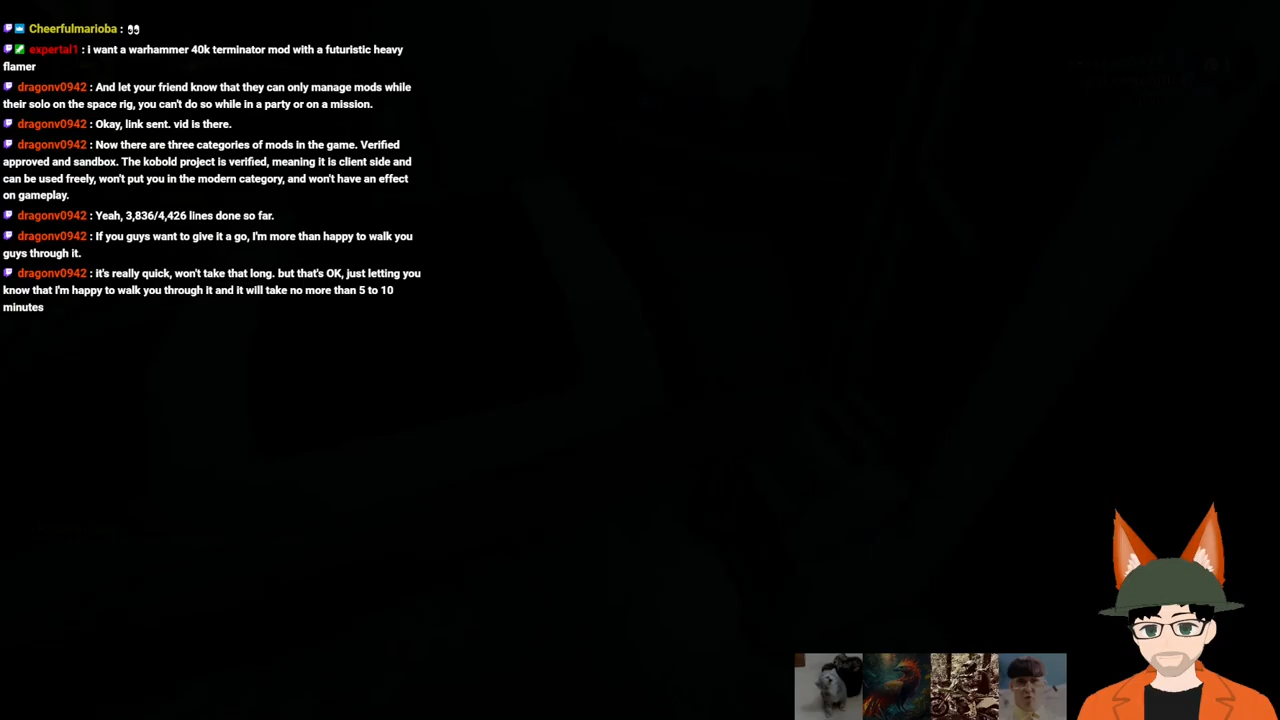 Cheerfulmarioba : 👀
expertal1 : i want a warhammer 40k terminator mod with a futuristic heavy
flamer
dragonv0942 : And let your friend know that they can only manage mods while
their solo on the space rig, you can't do so while in a party or on a mission.
dragonv0942 : Okay, link sent. vid is there.
dragonv0942 : Now there are three categories of mods in the game. Verified
approved and sandbox. The kobold project is verified, meaning it is client side and
can be used freely, won't put you in the modern category, and won't have an effect
on gameplay.
dragonv0942 : Yeah, 3,836/4,426 lines done so far.
dragonv0942 : If you guys want to give it a go, I'm more than happy to walk you
guys through it.
dragonv0942 : it's really quick, won't take that long. but that's OK, just letting you
know that I'm happy to walk you through it and it will take no more than 5 to 10
minutes